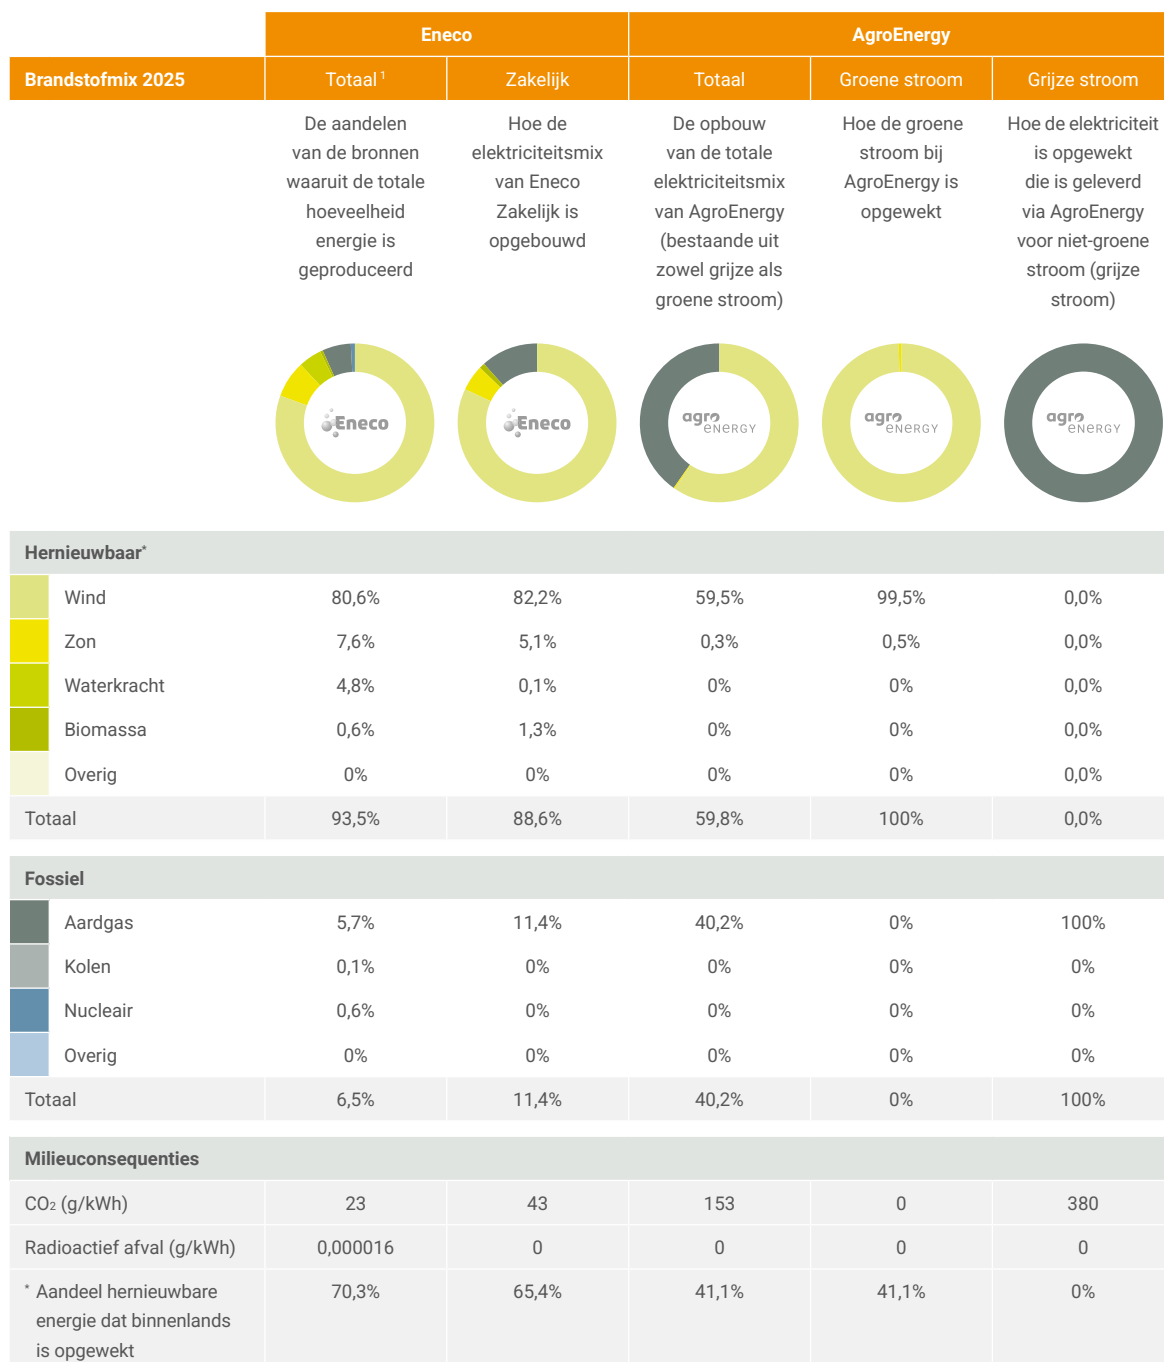 Eneco AgroEnergy
Brandstofmix 2025 Totaal ¹ Zakelijk Totaal Groene stroom Grijze stroom
De aandelen
van de bronnen
waaruit de totale
hoeveelheid
energie is
geproduceerd
Hoe de
elektriciteitsmix
van Eneco
Zakelijk is
opgebouwd
De opbouw
van de totale
elektriciteitsmix
van AgroEnergy
(bestaande uit
zowel grijze als
groene stroom)
Hoe de groene
stroom bij
AgroEnergy is
opgewekt
Hoe de elektriciteit
is opgewekt
die is geleverd
via AgroEnergy
voor niet-groene
stroom (grijze
stroom)
Eneco
Eneco
agro
ENERGY
agro
ENERGY
agro
ENERGY
Hernieuwbaar*
Wind 80,6% 82,2% 59,5% 99,5% 0,0%
Zon 7,6% 5,1% 0,3% 0,5% 0,0%
Waterkracht 4,8% 0,1% 0% 0% 0,0%
Biomassa 0,6% 1,3% 0% 0% 0,0%
Overig 0% 0% 0% 0% 0,0%
Totaal 93,5% 88,6% 59,8% 100% 0,0%
Fossiel
Aardgas 5,7% 11,4% 40,2% 0% 100%
Kolen 0,1% 0% 0% 0% 0%
Nucleair 0,6% 0% 0% 0% 0%
Overig 0% 0% 0% 0% 0%
Totaal 6,5% 11,4% 40,2% 0% 100%
Milieuconsequenties
CO₂ (g/kWh) 23 43 153 0 380
Radioactief afval (g/kWh) 0,000016 0 0 0 0
* Aandeel hernieuwbare 70,3% 65,4% 41,1% 41,1% 0%
energie dat binnenlands
is opgewekt